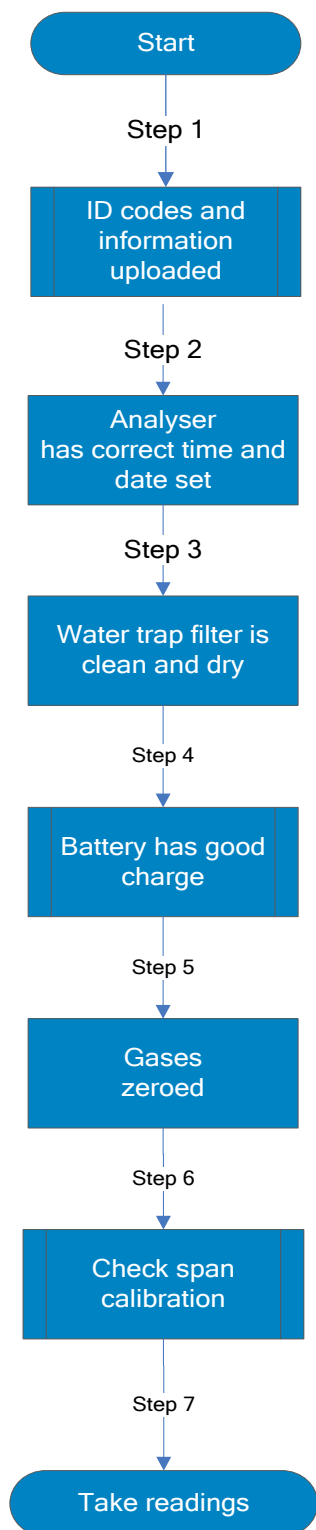 Start
Step 1
ID codes and
information
uploaded
Step 2
Analyser
has correct time and
date set
Step 3
Water trap filter is
clean and dry
Step 4
Battery has good
charge
Step 5
Gases
zeroed
Step 6
Check span
calibration
Step 7
Take readings